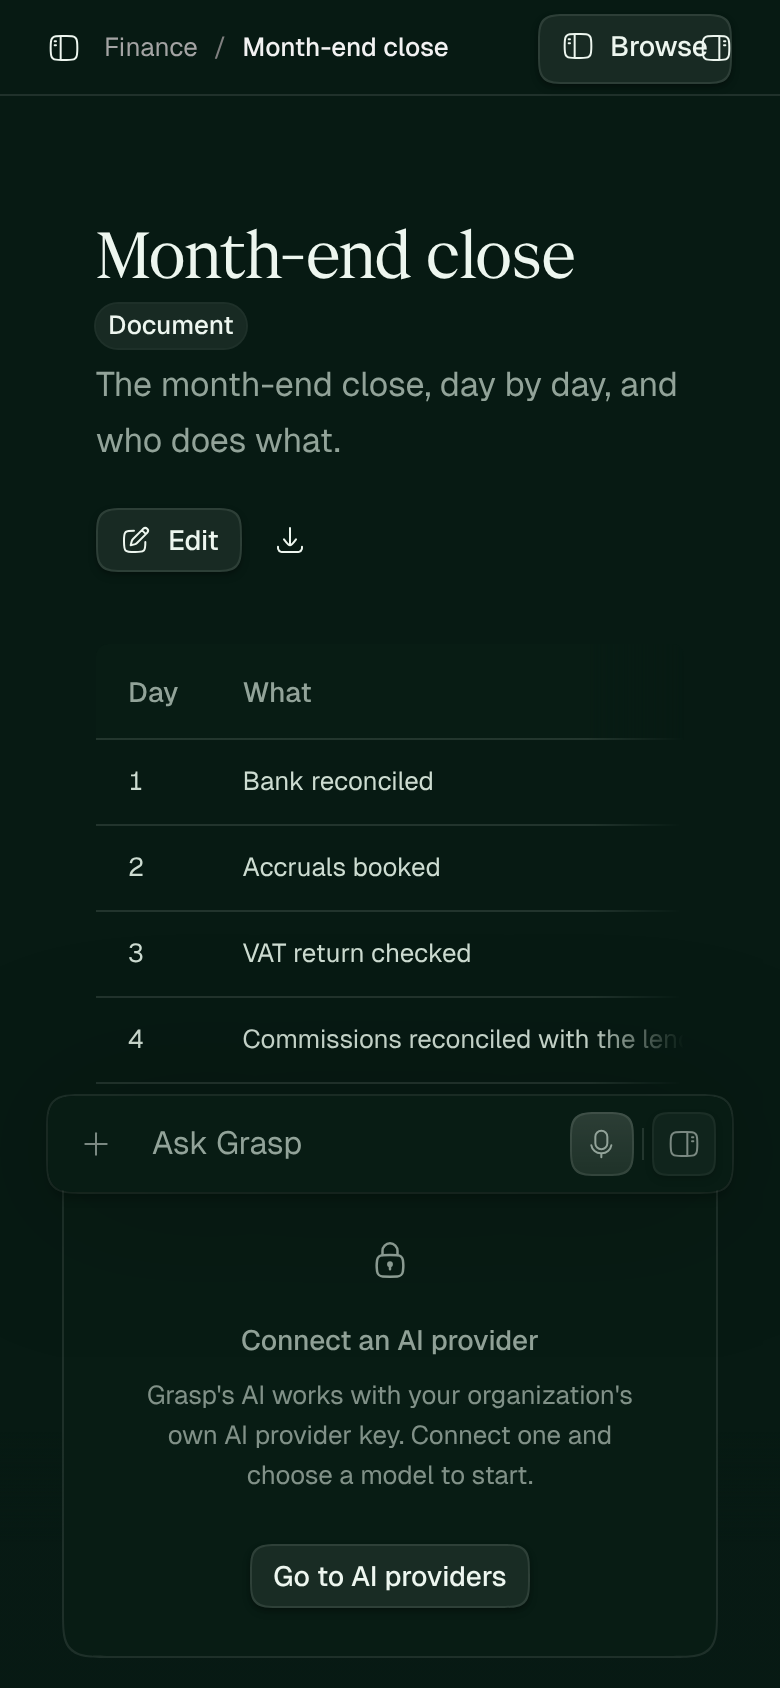 Finance / Month-end close
Browse
Month-end close
Document
The month-end close, day by day, and
who does what.
Edit
Day What
1 Bank reconciled
2 Accruals booked
3 VAT return checked
4 Commissions reconciled with the
Ask Grasp
Connect an AI provider
Grasp's AI works with your organization's
own AI provider key. Connect one and
choose a model to start.
Go to AI providers